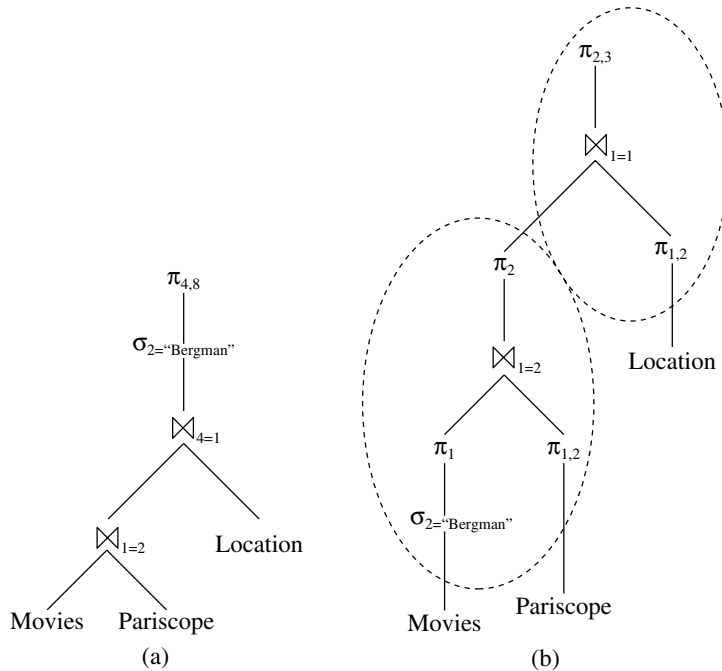 π2,3
⋈1=1
π2
π1,2
Location
⋈1=2
π1
π1,2
σ2=“Bergman”
Pariscope
Movies
(b)
π4,8
σ2=“Bergman”
⋈4=1
Location
⋈1=2
Movies
Pariscope
(a)